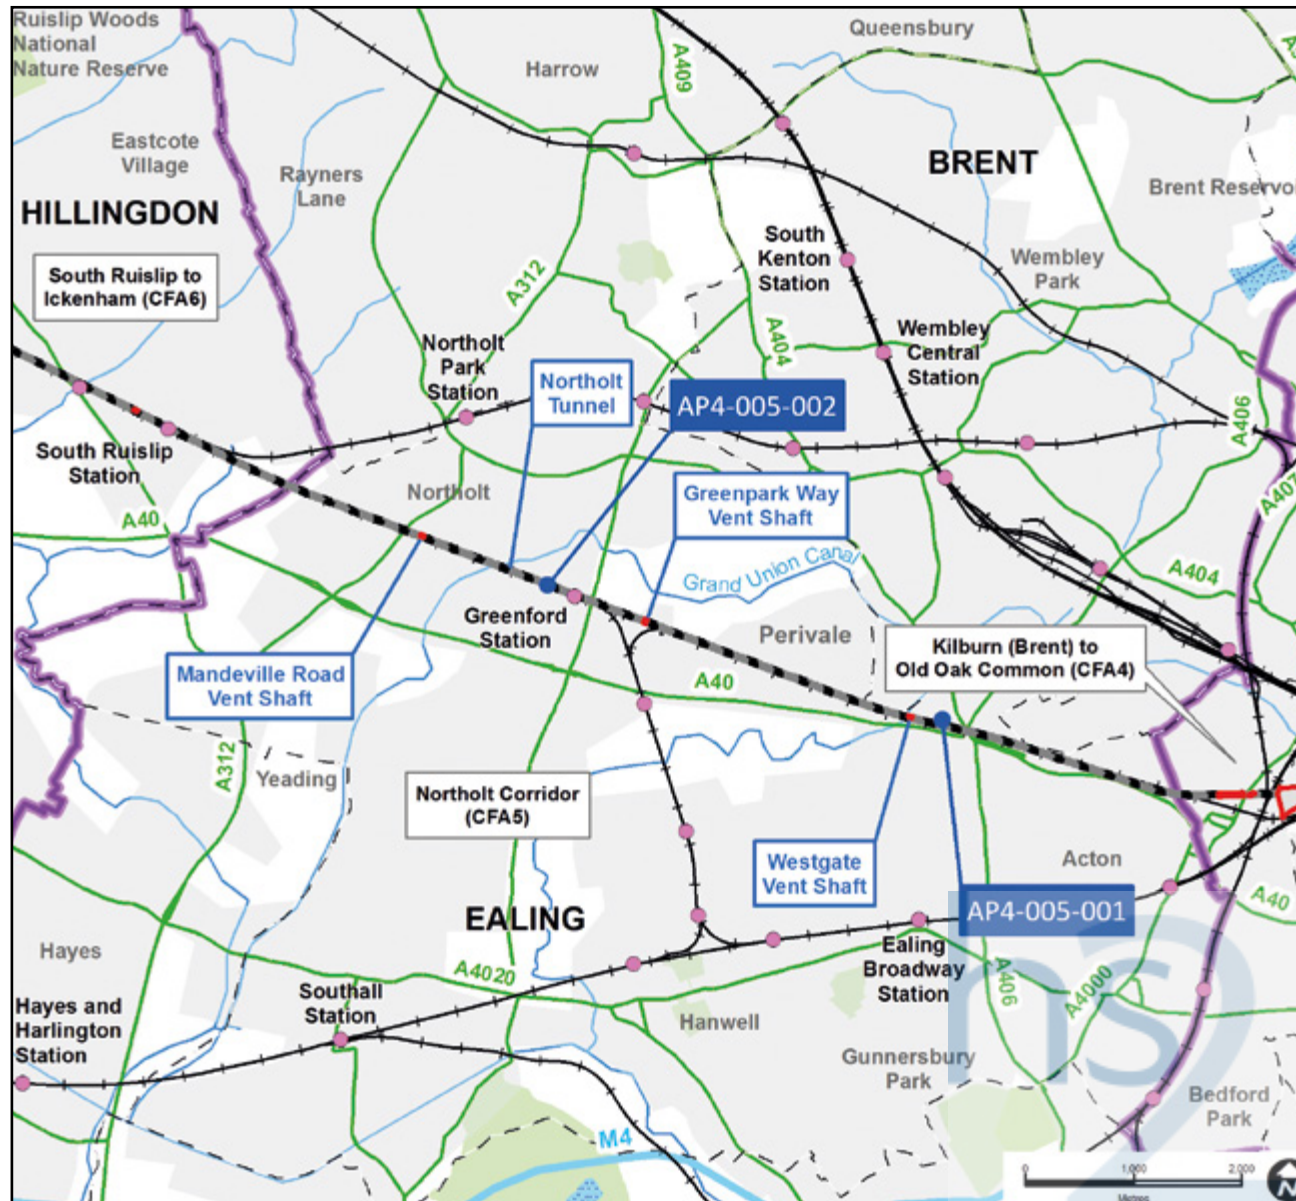 Ruislip Woods
National
Nature Reserve
Harrow
A409
Queensbury
Eastcote
Village
Rayners
Lane
BRENT
Brent Reservoi
HILLINGDON
South Ruislip to
Ickenham (CFA6)
A312
South
Kenton
Station
Wembley
Park
Northolt
Park
Station
Northolt
Tunnel
A404
AP4-005-002
Wembley
Central
Station
A406
South Ruislip
Station
A40
Northolt
Greenpark Way
Vent Shaft
A407
Grand Union Canal
A404
Greenford
Station
Perivale
Kilburn (Brent) to
Old Oak Common (CFA4)
Mandeville Road
Vent Shaft
A40
A312
Yeading
Northolt Corridor
(CFA5)
Westgate
Vent Shaft
Acton
AP4-005-001
A40
EALING
Hayes
A4020
Ealing
Broadway
Station
A406
A4000
Hayes and
Harlington
Station
Southall
Station
Hanwell
Gunnersbury
Park
hs2
Bedford
Park
M4
0 1,000 2,000
Metres
N